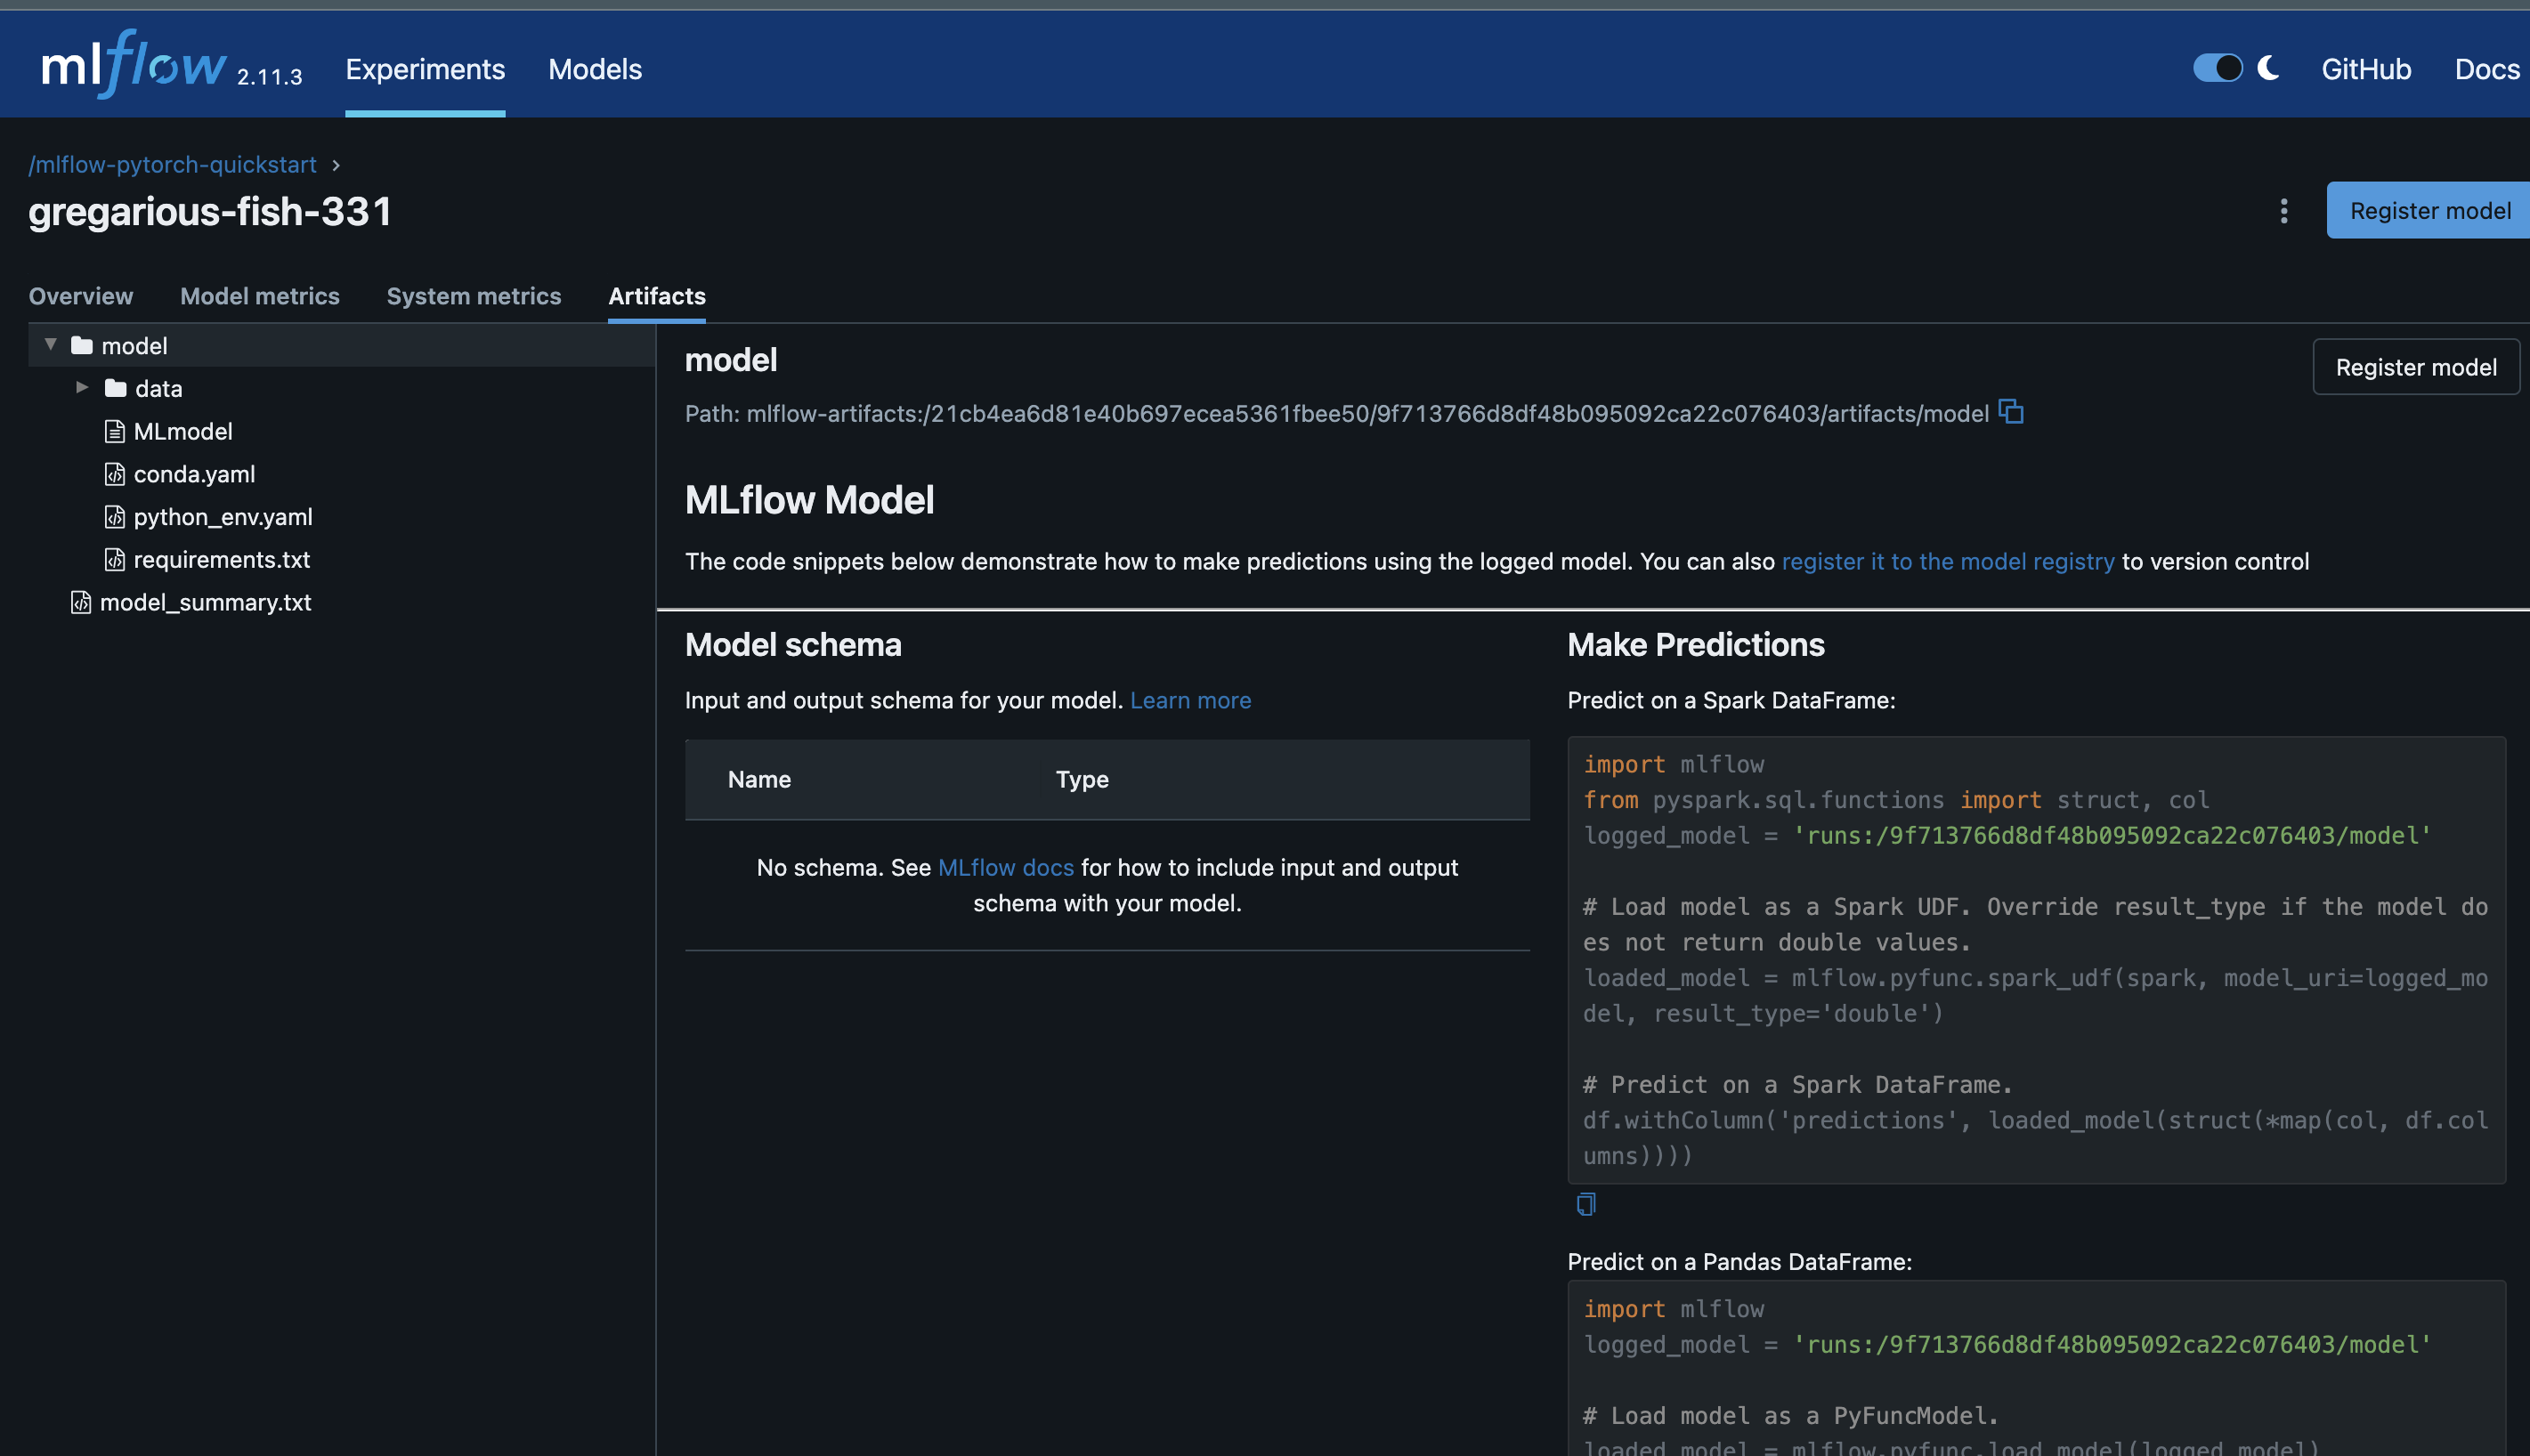 mlflow 2.11.3 Experiments Models GitHub Docs
/mlflow-pytorch-quickstart
gregarious-fish-331
Register model
Overview Model metrics System metrics Artifacts
model
data
MLmodel
conda.yaml
python_env.yaml
requirements.txt
model_summary.txt
model
Register model
Path: mlflow-artifacts:/21cb4ea6d81e40b697ecea5361fbee50/9f713766d8df48b095092ca22c076403/artifacts/model
MLflow Model
The code snippets below demonstrate how to make predictions using the logged model. You can also register it to the model registry to version control
Model schema
Input and output schema for your model. Learn more
Name Type
No schema. See MLflow docs for how to include input and output
schema with your model.
Make Predictions
Predict on a Spark DataFrame:
import mlflow
from pyspark.sql.functions import struct, col
logged_model = 'runs:/9f713766d8df48b095092ca22c076403/model'
# Load model as a Spark UDF. Override result_type if the model do
es not return double values.
loaded_model = mlflow.pyfunc.spark_udf(spark, model_uri=logged_mo
del, result_type='double')
# Predict on a Spark DataFrame.
df.withColumn('predictions', loaded_model(struct(*map(col, df.col
umns))))
Predict on a Pandas DataFrame:
import mlflow
logged_model = 'runs:/9f713766d8df48b095092ca22c076403/model'
# Load model as a PyFuncModel.
loaded_model = mlflow.pyfunc.load_model(logged_model)